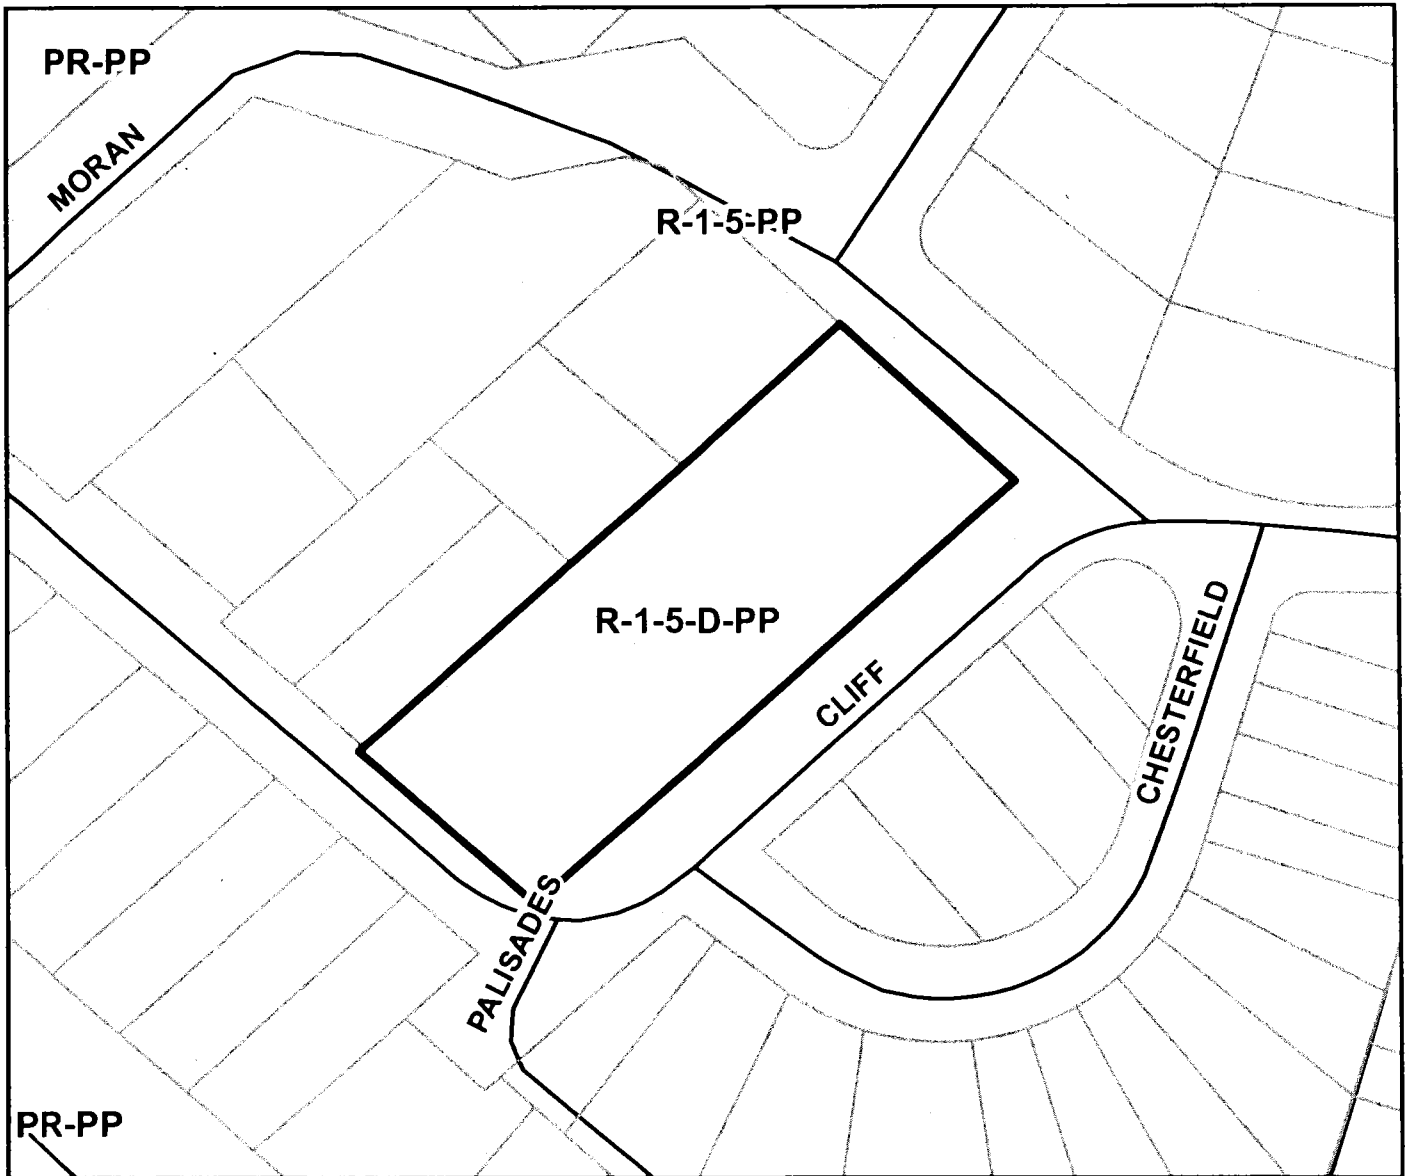 PR-PP
MORAN
R-1-5-PP
R-1-5-D-PP
CLIFF
CHESTERFIELD
PALISADES
PR-PP